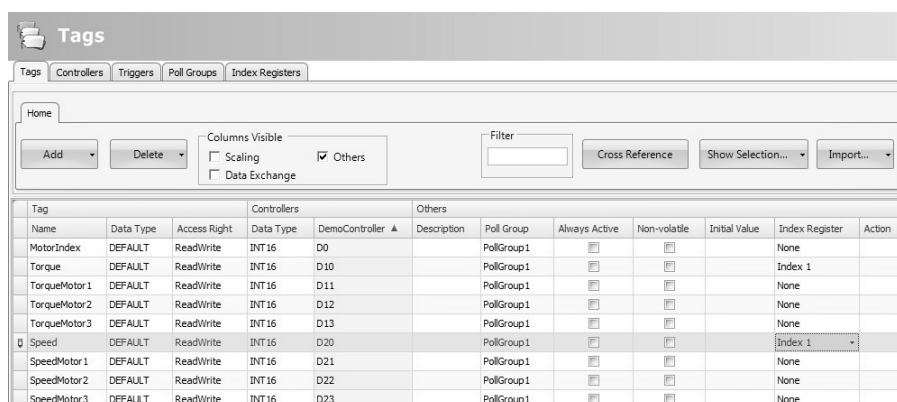 Tags
Tags Controllers Triggers Poll Groups Index Registers
Home
Columns Visible Filter
Add Delete Scaling Others Cross Reference Show Selection... Import...
Data Exchange
Tag Controllers Others
Name Data Type Access Right Data Type DemoController Description Poll Group Always Active Non-volatile Initial Value Index Register Action
MotorIndex DEFAULT ReadWrite INT16 D0 PollGroup1 None
Torque DEFAULT ReadWrite INT16 D10 PollGroup1 Index 1
TorqueMotor1 DEFAULT ReadWrite INT16 D11 PollGroup1 None
TorqueMotor2 DEFAULT ReadWrite INT16 D12 PollGroup1 None
TorqueMotor3 DEFAULT ReadWrite INT16 D13 PollGroup1 None
Speed DEFAULT ReadWrite INT16 D20 PollGroup1 Index 1
SpeedMotor1 DEFAULT ReadWrite INT16 D21 PollGroup1 None
SpeedMotor2 DEFAULT ReadWrite INT16 D22 PollGroup1 None
SpeedMotor3 DEFAULT ReadWrite INT16 D23 PollGroup1 None